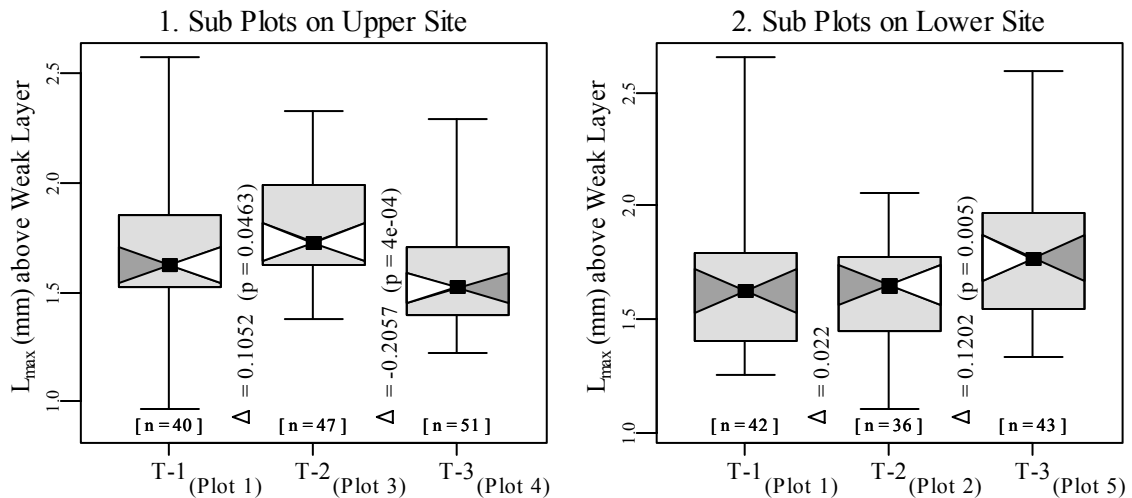 1. Sub Plots on Upper Site
L_max (mm) above Weak Layer
2.5
2.0
1.5
1.0
Δ = 0.1052 (p = 0.0463)
Δ = -0.2057 (p = 4e-04)
[ n=40 ] [ n=47 ] [ n=51 ]
T-1 (Plot 1) T-2 (Plot 3) T-3 (Plot 4)
2. Sub Plots on Lower Site
L_max (mm) above Weak Layer
2.5
2.0
1.5
1.0
Δ = 0.022
Δ = 0.1202 (p = 0.005)
[ n=42 ] [ n=36 ] [ n=43 ]
T-1 (Plot 1) T-2 (Plot 2) T-3 (Plot 5)